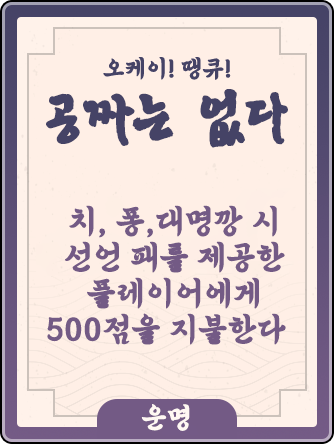 오케이! 땡큐!
공짜는 없다
치, 퐁,대명깡 시
선언 패를 제공한
플레이어에게
500점을 지불한다
운명